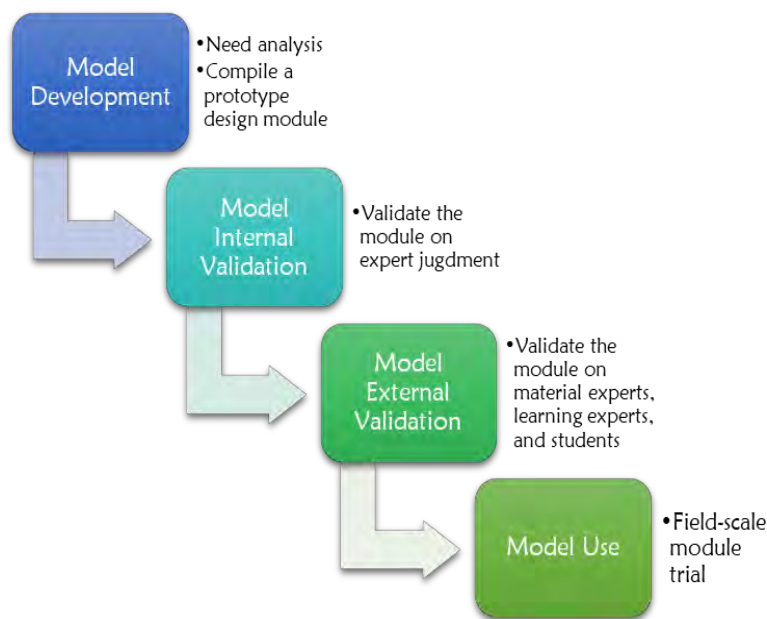 Model
Development
•Need analysis
•Compile a
prototype
design module
Model
Internal
Validation
•Validate the
module on
expert jugdment
Model
External
Validation
•Validate the
module on
material experts,
learning experts,
and students
Model Use
•Field-scale
module
trial